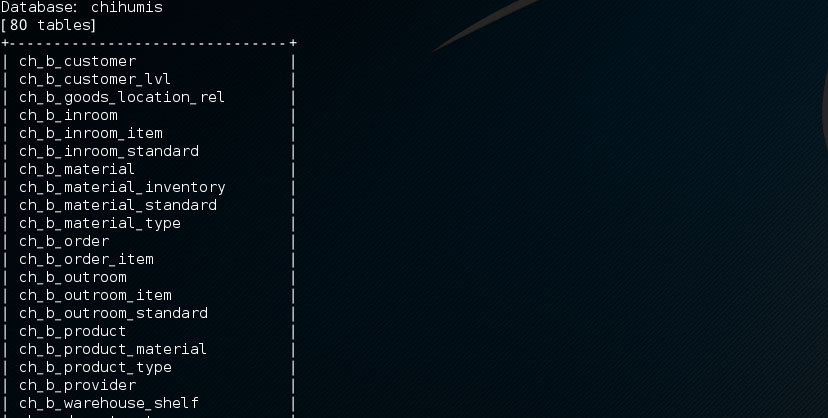 Database: chihumis
[80 tables]
+-------------------------------+
| ch_b_customer |
| ch_b_customer_lvl |
| ch_b_goods_location_rel |
| ch_b_inroom |
| ch_b_inroom_item |
| ch_b_inroom_standard |
| ch_b_material |
| ch_b_material_inventory |
| ch_b_material_standard |
| ch_b_material_type |
| ch_b_order |
| ch_b_order_item |
| ch_b_outroom |
| ch_b_outroom_item |
| ch_b_outroom_standard |
| ch_b_product |
| ch_b_product_material |
| ch_b_product_type |
| ch_b_provider |
| ch_b_warehouse_shelf |